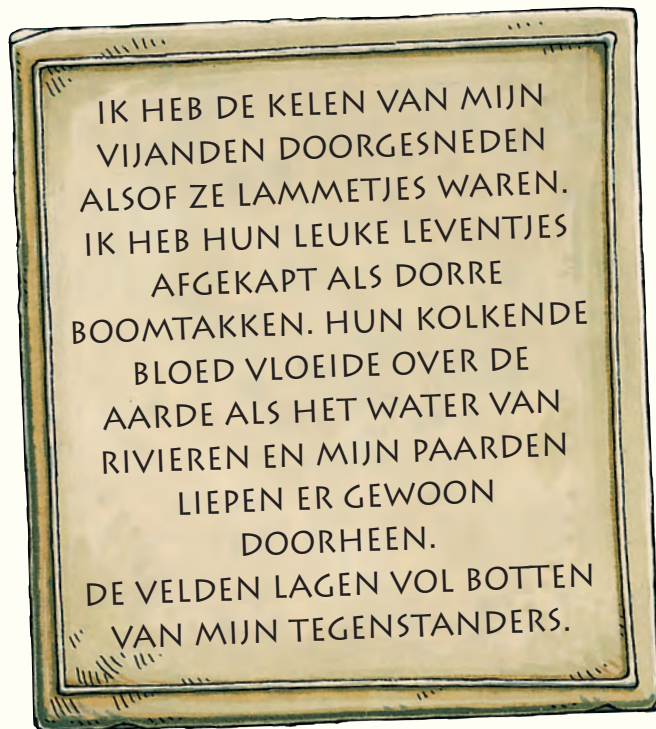 IK HEB DE KELEN VAN MIJN
VIJANDEN DOORGESNEDEN
ALSOF ZE LAMMETJES WAREN.
IK HEB HUN LEUKE LEVENTJES
AFGEKAPT ALS DORRE
BOOMTAKKEN. HUN KOLKENDE
BLOED VLOEIDE OVER DE
AARDE ALS HET WATER VAN
RIVIEREN EN MIJN PAARDEN
LIEPEN ER GEWOON
DOORHEEN.
DE VELDEN LAGEN VOL BOTTEN
VAN MIJN TEGENSTANDERS.